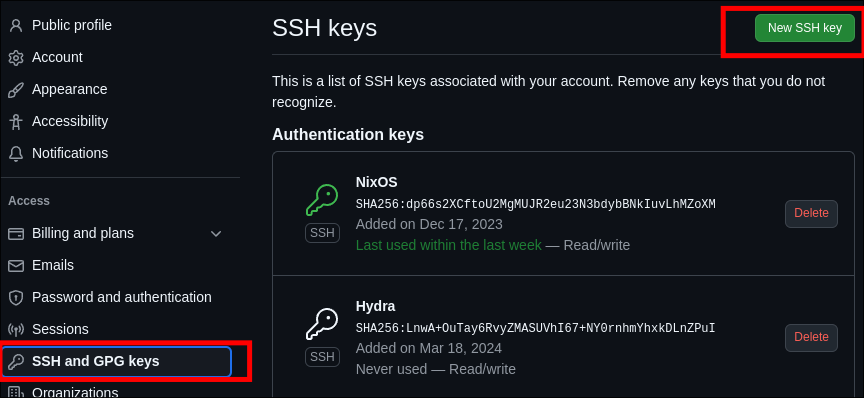 Public profile
Account
Appearance
Accessibility
Notifications
Access
Billing and plans
Emails
Password and authentication
Sessions
SSH and GPG keys
Organizations
SSH keys
New SSH key
This is a list of SSH keys associated with your account. Remove any keys that you do not
recognize.
Authentication keys
NixOS
SHA256:dp66s2XCftoU2MgMUJR2eu23N3bdybBNkIuvLhMZoXM
Added on Dec 17, 2023
Last used within the last week — Read/write
SSH
Delete
Hydra
SHA256:LnwA+OuTay6RvyZMASUVhI67+NY0rnhmYhxkDLnZPuI
Added on Mar 18, 2024
Never used — Read/write
SSH
Delete